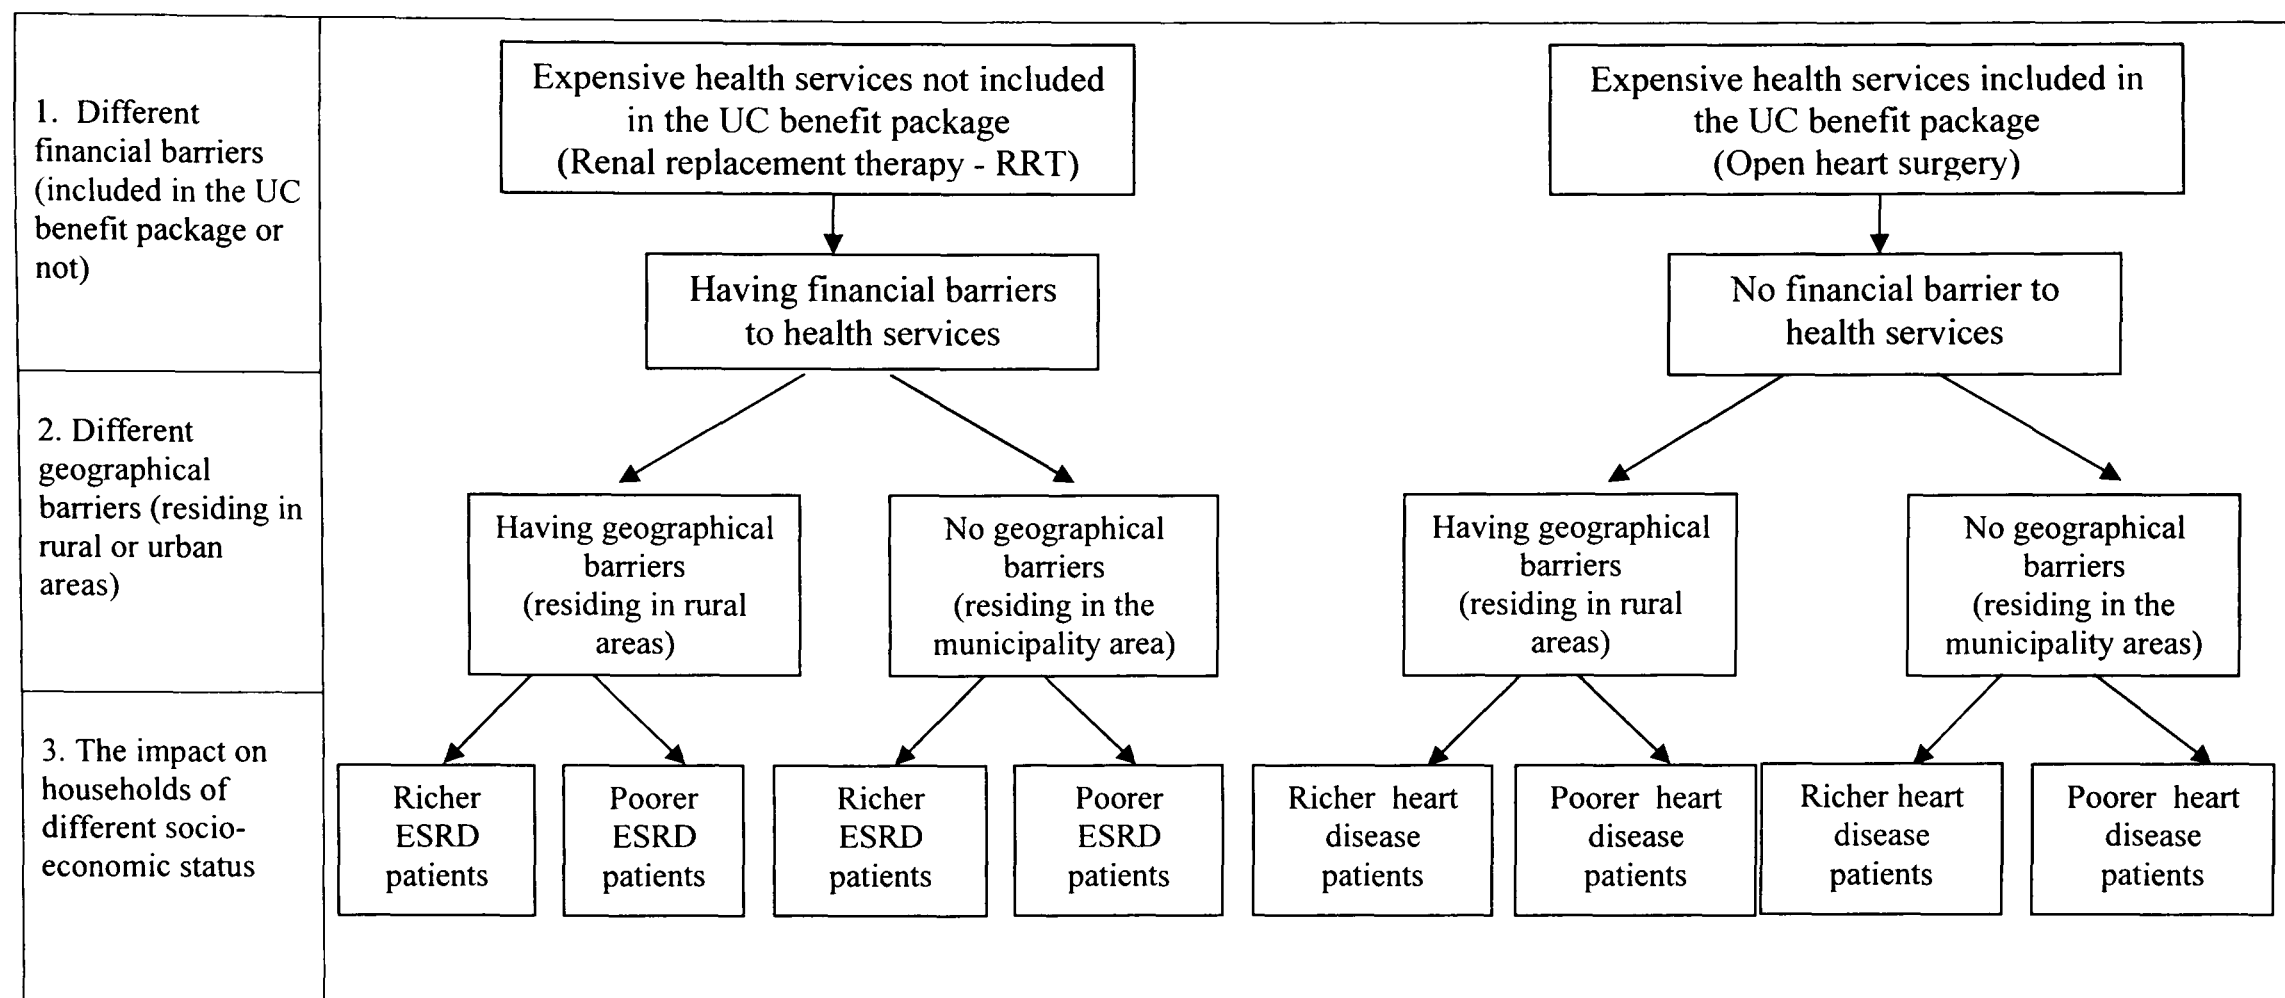 1. Different
financial barriers
(included in the UC
benefit package or
not)
Expensive health services not included
in the UC benefit package
(Renal replacement therapy - RRT)
Expensive health services included in
the UC benefit package
(Open heart surgery)
Having financial barriers
to health services
No financial barrier to
health services
2. Different
geographical
barriers (residing in
rural or urban
areas)
Having geographical
barriers
(residing in rural
areas)
No geographical
barriers
(residing in the
municipality area)
Having geographical
barriers
(residing in rural
areas)
No geographical
barriers
(residing in the
municipality areas)
3. The impact on
households of
different socio-
economic status
Richer
ESRD
patients
Poorer
ESRD
patients
Richer
ESRD
patients
Poorer
ESRD
patients
Richer heart
disease
patients
Poorer heart
disease
patients
Richer heart
disease
patients
Poorer heart
disease
patients